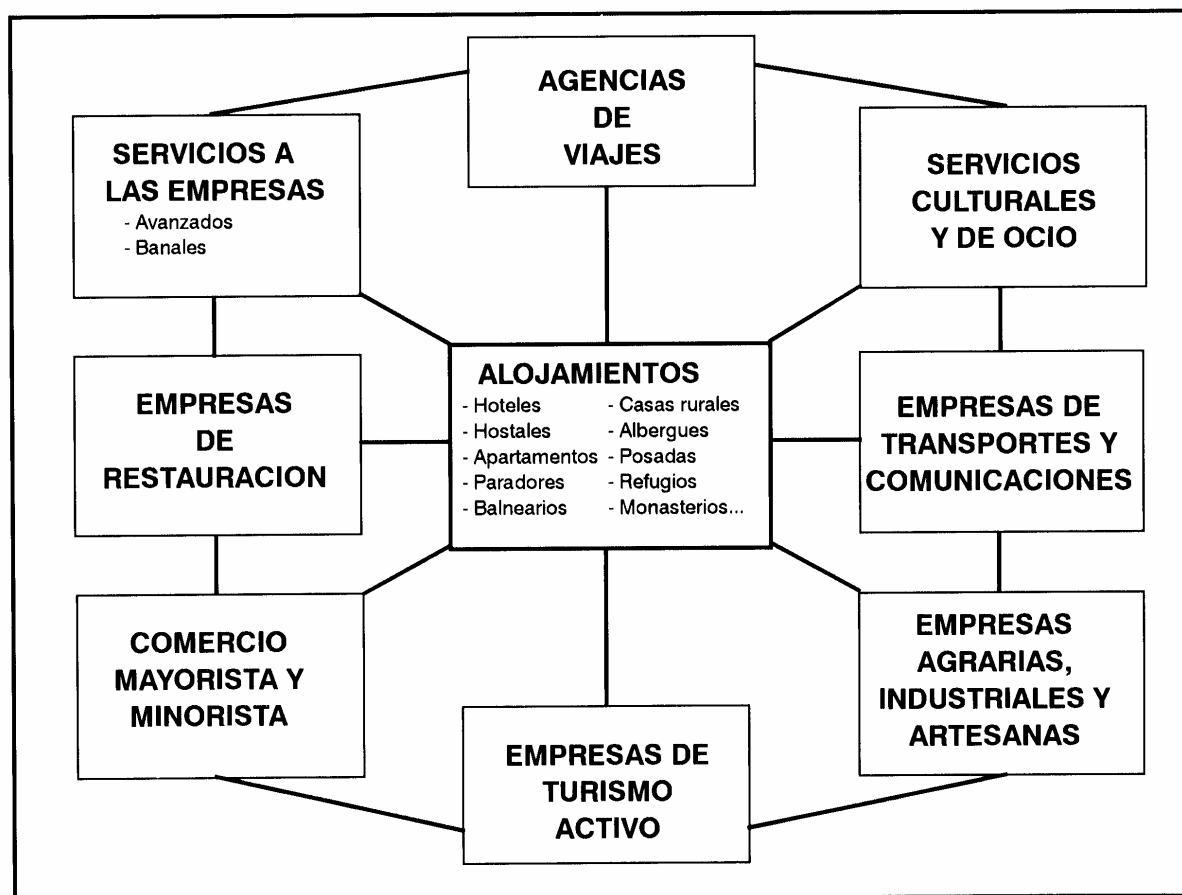 AGENCIAS
DE
VIAJES
SERVICIOS A
LAS EMPRESAS
- Avanzados
- Banales
SERVICIOS
CULTURALES
Y DE OCIO
EMPRESAS
DE
RESTAURACION
ALOJAMIENTOS
- Hoteles - Casas rurales
- Hostales - Albergues
- Apartamentos - Posadas
- Paradores - Refugios
- Balnearios - Monasterios...
EMPRESAS DE
TRANSPORTES Y
COMUNICACIONES
COMERCIO
MAYORISTA Y
MINORISTA
EMPRESAS DE
TURISMO
ACTIVO
EMPRESAS
AGRARIAS,
INDUSTRIALES Y
ARTESANAS